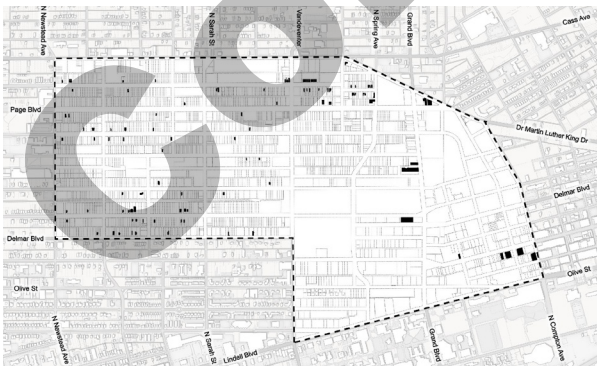 N Newstead Ave
N Sarah St
Vandeventer
N Spring Ave
Grand Blvd
Cass Ave
Page Blvd
Dr Martin Luther King Dr
Delmar Blvd
Delmar Blvd
Olive St
Olive St
N Newstead Ave
N Sarah St
Lindell Blvd
Grand Blvd
N Compton Ave
Co